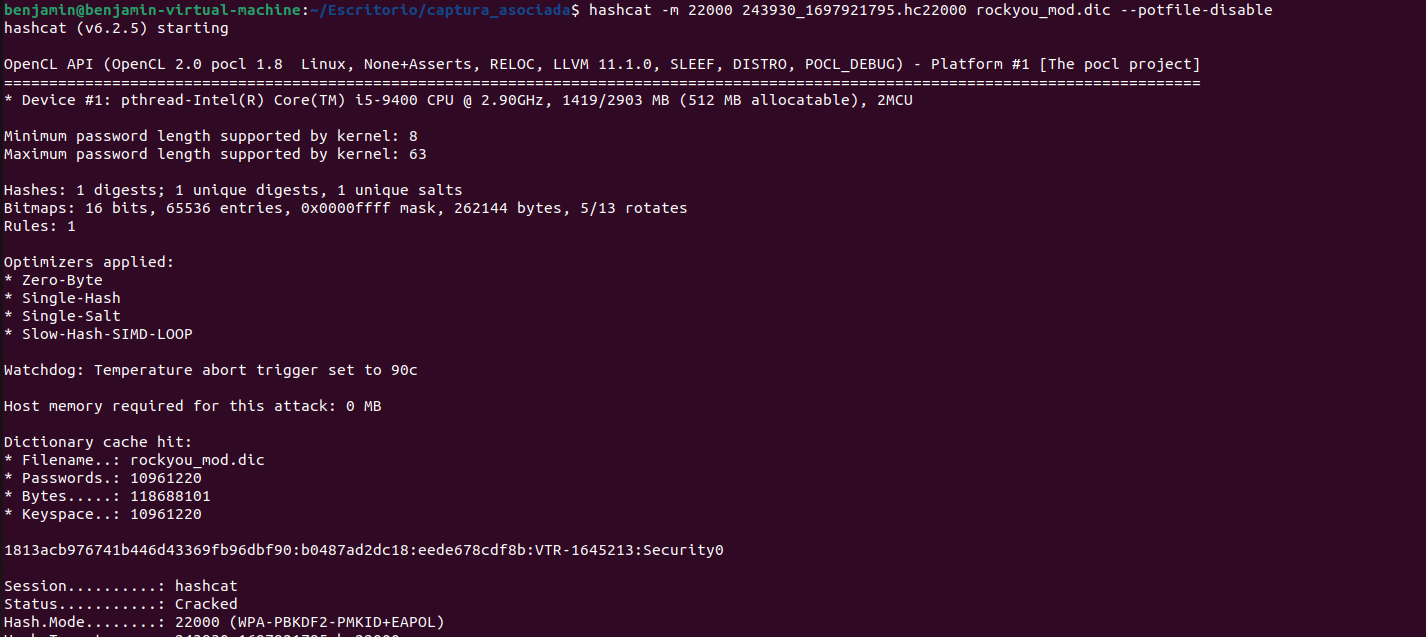 benjamin@benjamin-virtual-machine:~/Escritorio/captura_asociada$ hashcat -m 22000 243930_1697921795.hc22000 rockyou_mod.dic --potfile-disable
hashcat (v6.2.5) starting
OpenCL API (OpenCL 2.0 pocl 1.8  Linux, None+Asserts, RELOC, LLVM 11.1.0, SLEEF, DISTRO, POCL_DEBUG) - Platform #1 [The pocl project]
=====================================================================================================================================
* Device #1: pthread-Intel(R) Core(TM) i5-9400 CPU @ 2.90GHz, 1419/2903 MB (512 MB allocatable), 2MCU
Minimum password length supported by kernel: 8
Maximum password length supported by kernel: 63
Hashes: 1 digests; 1 unique digests, 1 unique salts
Bitmaps: 16 bits, 65536 entries, 0x0000ffff mask, 262144 bytes, 5/13 rotates
Rules: 1
Optimizers applied:
* Zero-Byte
* Single-Hash
* Single-Salt
* Slow-Hash-SIMD-LOOP
Watchdog: Temperature abort trigger set to 90c
Host memory required for this attack: 0 MB
Dictionary cache hit:
* Filename..: rockyou_mod.dic
* Passwords.: 10961220
* Bytes.....: 118688101
* Keyspace..: 10961220
1813acb976741b446d43369fb96dbf90:b0487ad2dc18:eede678cdf8b:VTR-1645213:Security0
Session..........: hashcat
Status...........: Cracked
Hash.Mode........: 22000 (WPA-PBKDF2-PMKID+EAPOL)